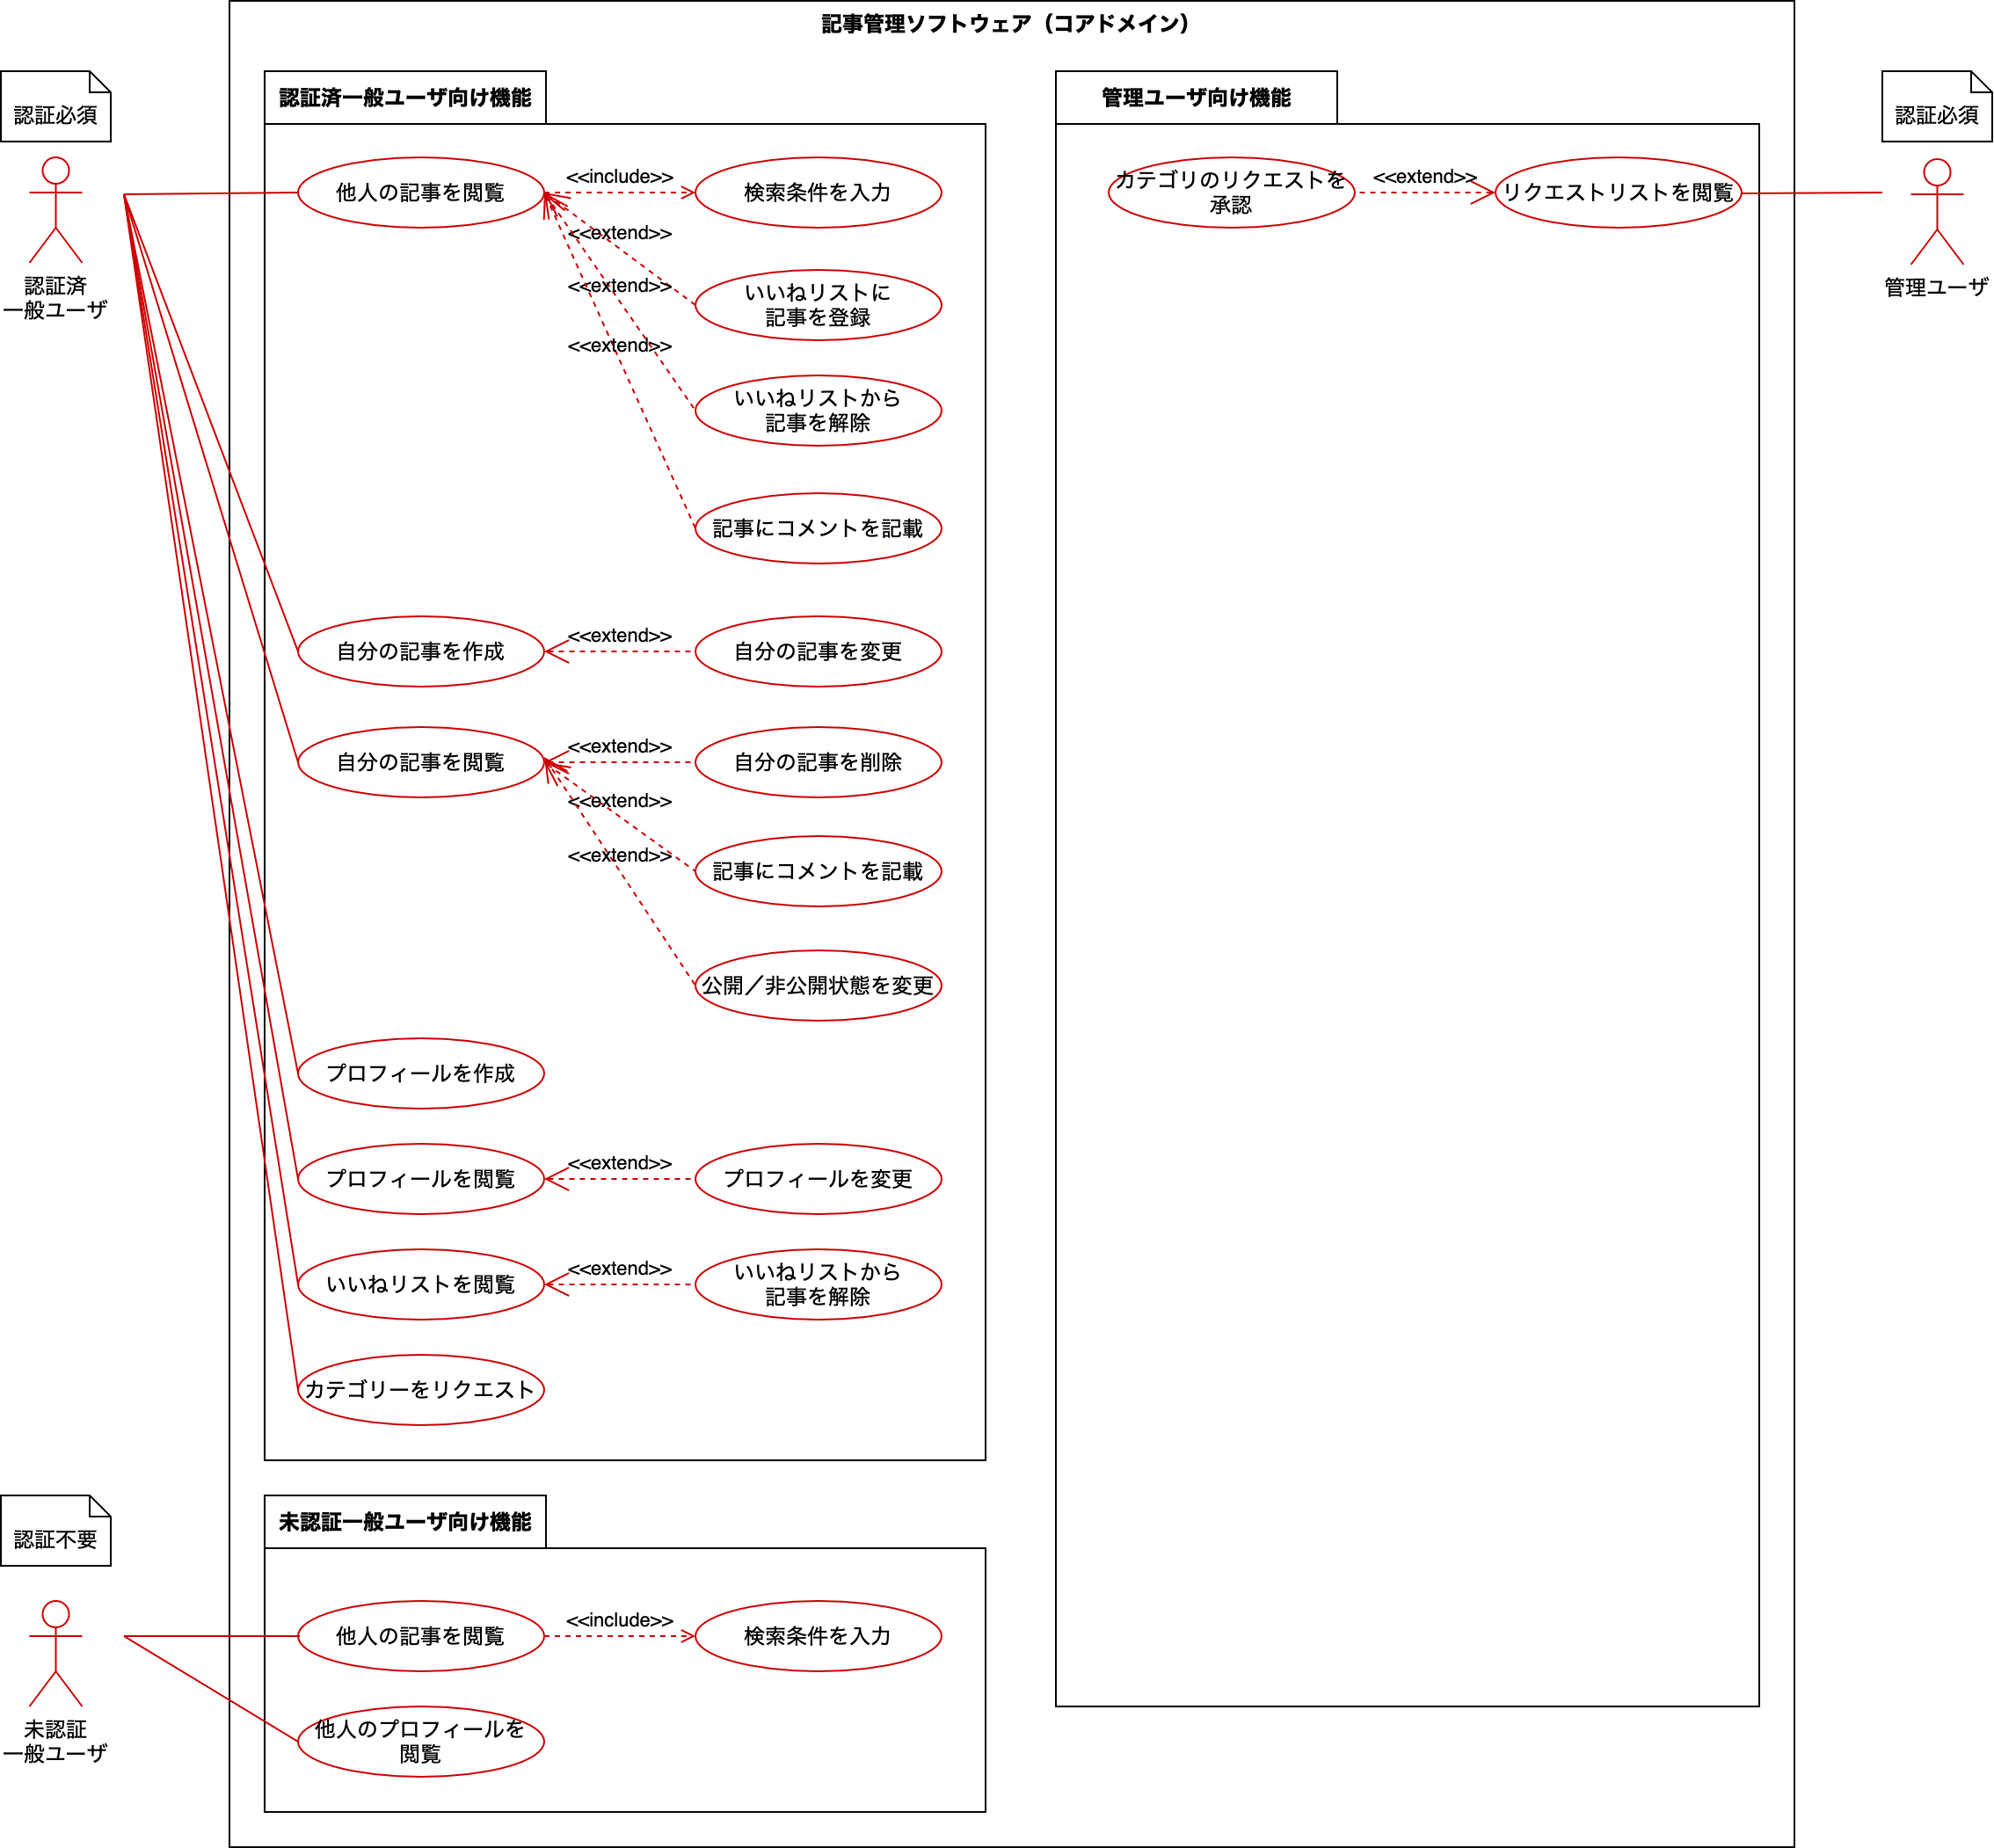 記事管理ソフトウェア（コアドメイン）
認証必須
認証済
一般ユーザ
認証済一般ユーザ向け機能
他人の記事を閲覧
<<include>>
検索条件を入力
<<extend>>
いいねリストに
記事を登録
<<extend>>
いいねリストから
記事を解除
<<extend>>
記事にコメントを記載
自分の記事を作成
<<extend>>
自分の記事を変更
自分の記事を閲覧
<<extend>>
自分の記事を削除
<<extend>>
記事にコメントを記載
<<extend>>
公開／非公開状態を変更
プロフィールを作成
プロフィールを閲覧
<<extend>>
プロフィールを変更
いいねリストを閲覧
<<extend>>
いいねリストから
記事を解除
カテゴリーをリクエスト
管理ユーザ向け機能
カテゴリのリクエストを
承認
<<extend>>
リクエストリストを閲覧
認証必須
管理ユーザ
認証不要
未認証
一般ユーザ
未認証一般ユーザ向け機能
他人の記事を閲覧
<<include>>
検索条件を入力
他人のプロフィールを
閲覧